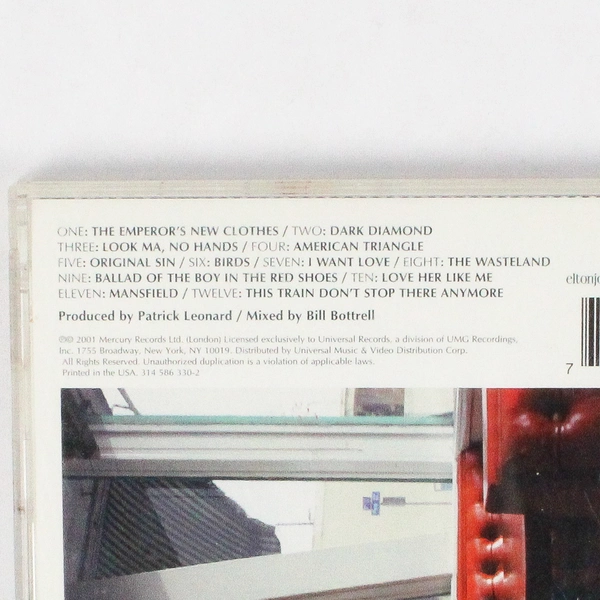 ONE: THE EMPEROR'S NEW CLOTHES / TWO: DARK DIAMOND
THREE: LOOK MA, NO HANDS / FOUR: AMERICAN TRIANGLE
FIVE: ORIGINAL SIN / SIX: BIRDS / SEVEN: I WANT LOVE / EIGHT: THE WASTELAND
NINE: BALLAD OF THE BOY IN THE RED SHOES / TEN: LOVE HER LIKE ME
ELEVEN: MANSFIELD / TWELVE: THIS TRAIN DON'T STOP THERE ANYMORE
eltonjo
Produced by Patrick Leonard / Mixed by Bill Bottrell
℗© 2001 Mercury Records Ltd. (London) Licensed exclusively to Universal Records, a division of UMG Recordings,
Inc. 1755 Broadway, New York, NY 10019. Distributed by Universal Music & Video Distribution Corp.
All Rights Reserved. Unauthorized duplication is a violation of applicable laws.
Printed in the USA. 314 586 330-2
7